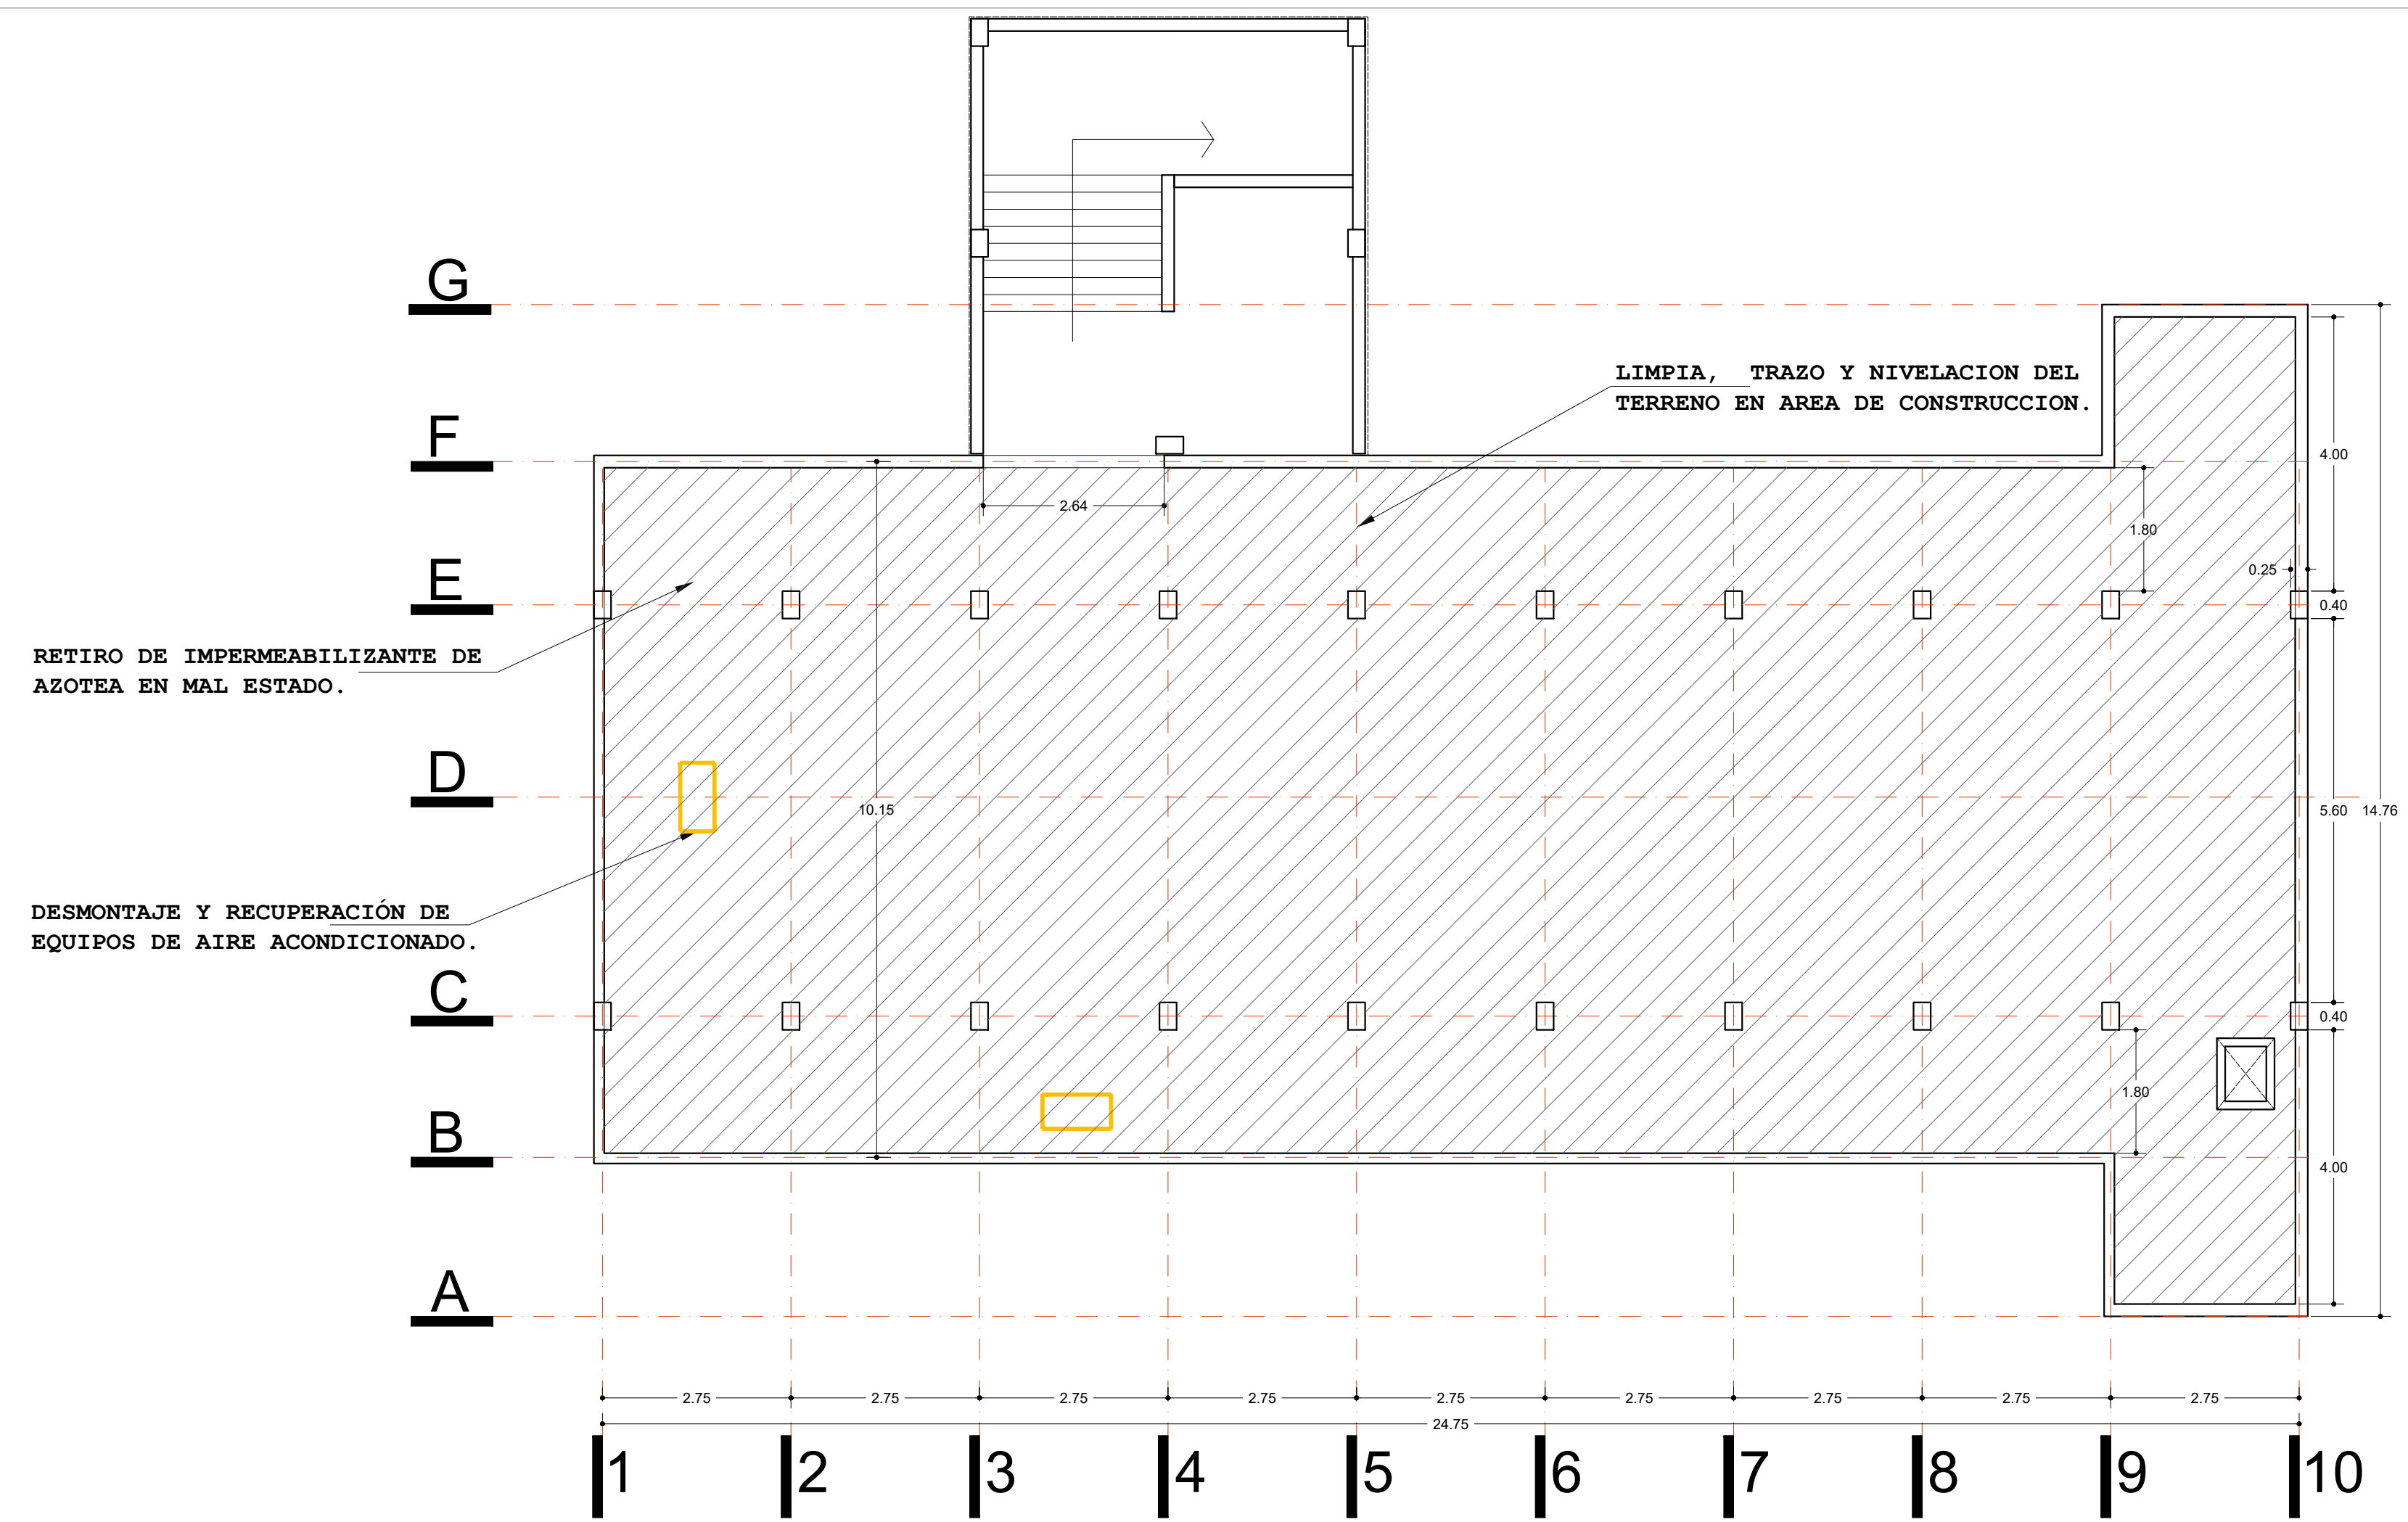 G
LIMPIA, TRAZO Y NIVELACION DEL
TERRENO EN AREA DE CONSTRUCCION.
F
4.00
2.64
1.80
E
0.25
0.40
RETIRO DE IMPERMEABILIZANTE DE
AZOTEA EN MAL ESTADO.
D
10.15
5.60
14.76
DESMONTAJE Y RECUPERACIÓN DE
EQUIPOS DE AIRE ACONDICIONADO.
C
0.40
1.80
B
4.00
A
2.75 2.75 2.75 2.75 2.75 2.75 2.75 2.75 2.75
24.75
1 2 3 4 5 6 7 8 9 10